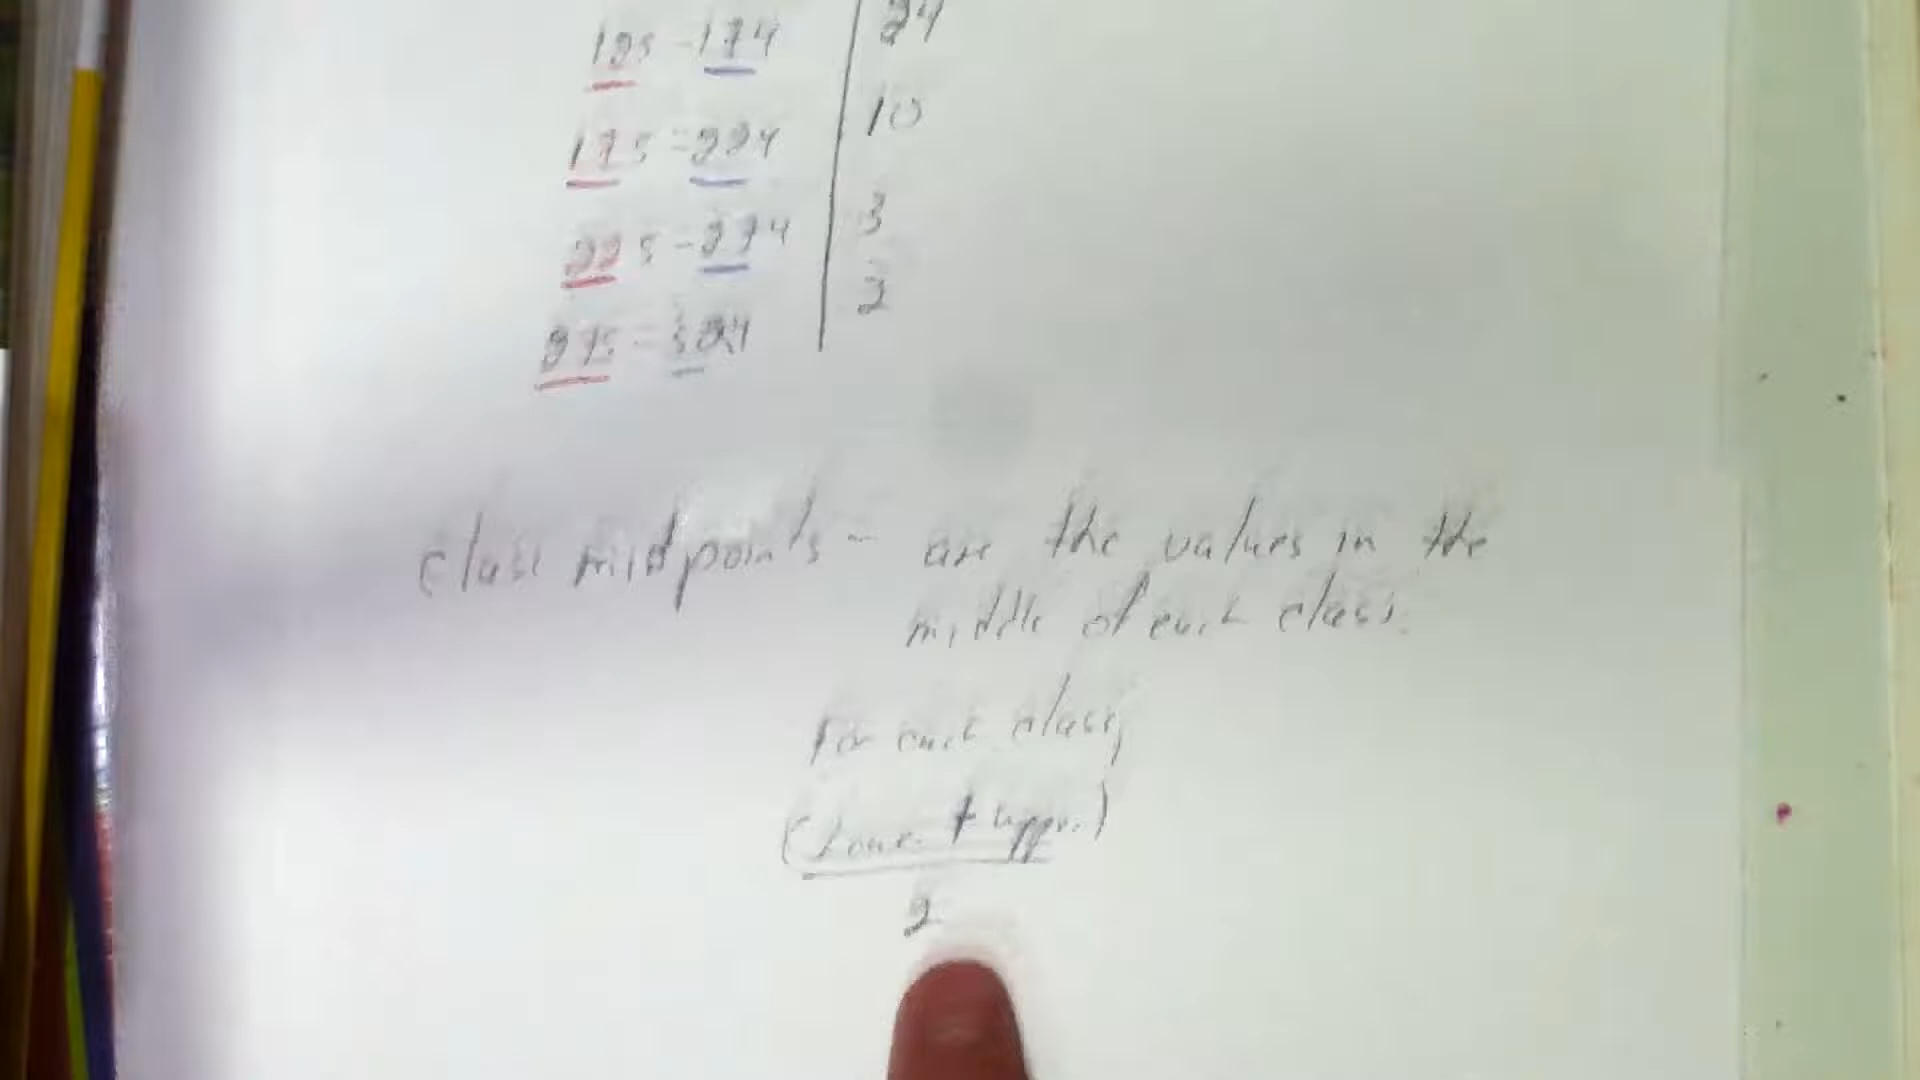 125 - 174 24
175 - 224 10
225 - 274 3
275 - 324 2
class midpoints - are the values in the
middle of each class.
For each class,
(Lower + upper)
2